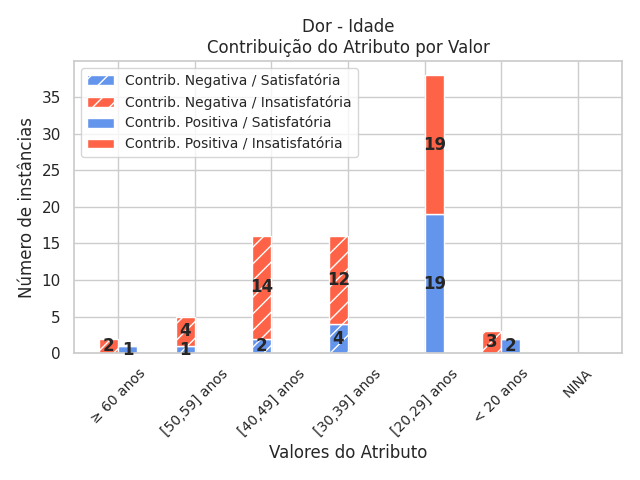 Dor - Idade
Contribuição do Atributo por Valor
Contrib. Negativa / Satisfatória
Contrib. Negativa / Insatisfatória
Contrib. Positiva / Satisfatória
Contrib. Positiva / Insatisfatória
Número de instâncias
35
30
25
20
15
10
5
0
2
1
4
1
14
2
12
4
19
19
3
2
≥ 60 anos
[50,59] anos
[40,49] anos
[30,39] anos
[20,29] anos
< 20 anos
NINA
Valores do Atributo